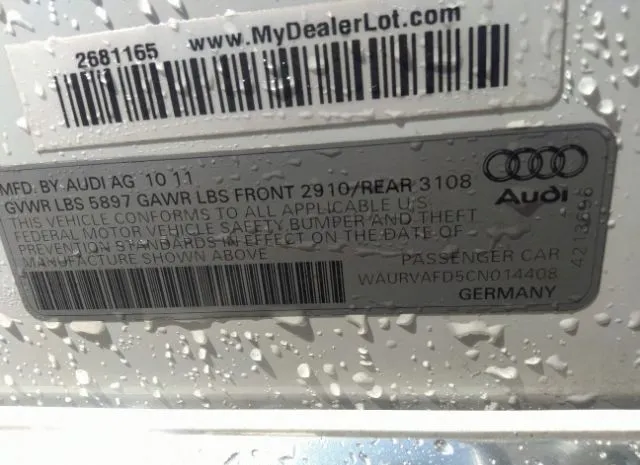 2681165 www.MyDealerLot.com
MFD. BY AUDI AG 10 11
GVWR LBS 5897 GAWR LBS FRONT 2910/REAR 3108
THIS VEHICLE CONFORMS TO ALL APPLICABLE U.S.
FEDERAL MOTOR VEHICLE SAFETY BUMPER AND THEFT
PREVENTION STANDARDS IN EFFECT ON THE DATE OF
MANUFACTURE SHOWN ABOVE
Audi
PASSENGER CAR
WAURVAFD5CN014408
GERMANY
4213696